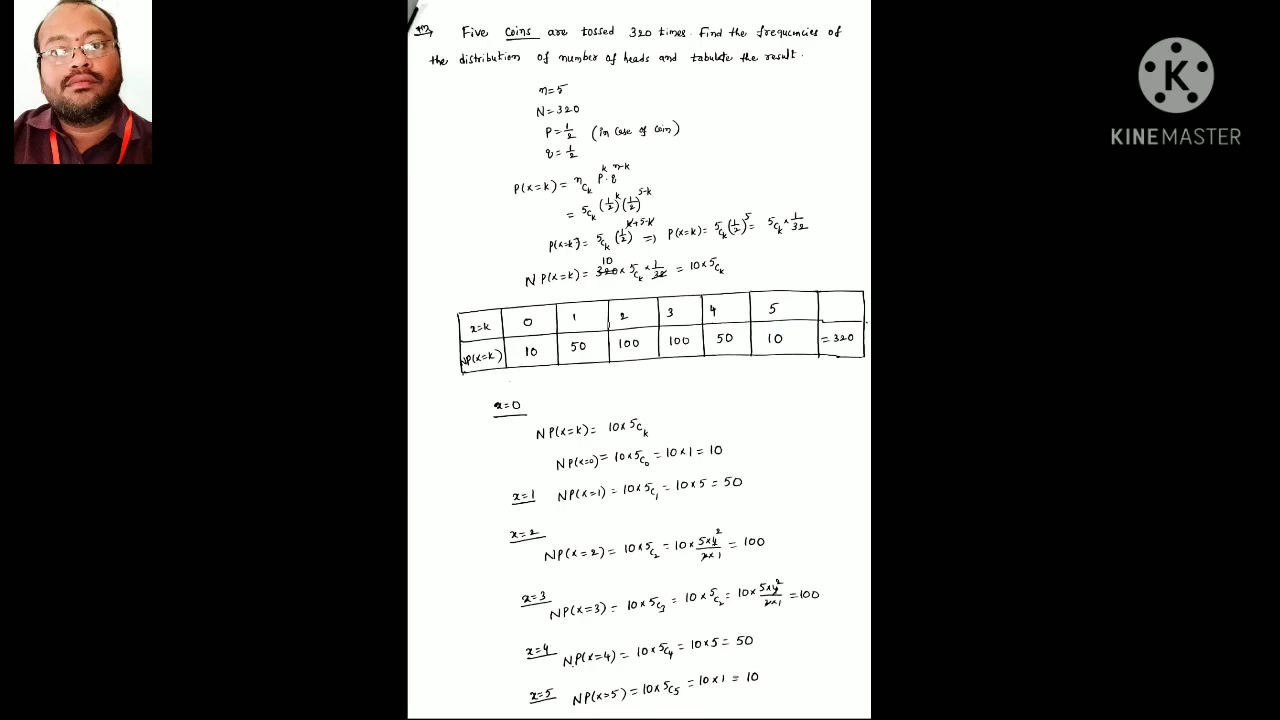 Five coins are tossed 320 times. Find the frequencies of
the distribution of number of heads and tabulate the result.
n=5
N=320
P=1/2 (in case of coin)
q=1/2
P(x=k) = nCk P^k · q^n-k
= 5Ck (1/2)^k (1/2)^5-k
P(x=k) = 5Ck (1/2)^k+5-k => P(x=k) = 5Ck (1/2)^5 = 5Ck × 1/32
10
N P(x=k) = 320 × 5Ck × 1/32 = 10 × 5Ck
x=k 0 1 2 3 4 5
NP(x=k) 10 50 100 100 50 10 = 320
x=0
NP(x=k) = 10 × 5Ck
NP(x=0) = 10 × 5C0 = 10 × 1 = 10
x=1 NP(x=1) = 10 × 5C1 = 10 × 5 = 50
x=2
NP(x=2) = 10 × 5C2 = 10 × 5×4/2×1 2 = 100
x=3
NP(x=3) = 10 × 5C3 = 10 × 5C2 = 10 × 5×4/2×1 2 = 100
x=4 NP(x=4) = 10 × 5C4 = 10 × 5 = 50
x=5 NP(x=5) = 10 × 5C5 = 10 × 1 = 10
K
KINEMASTER